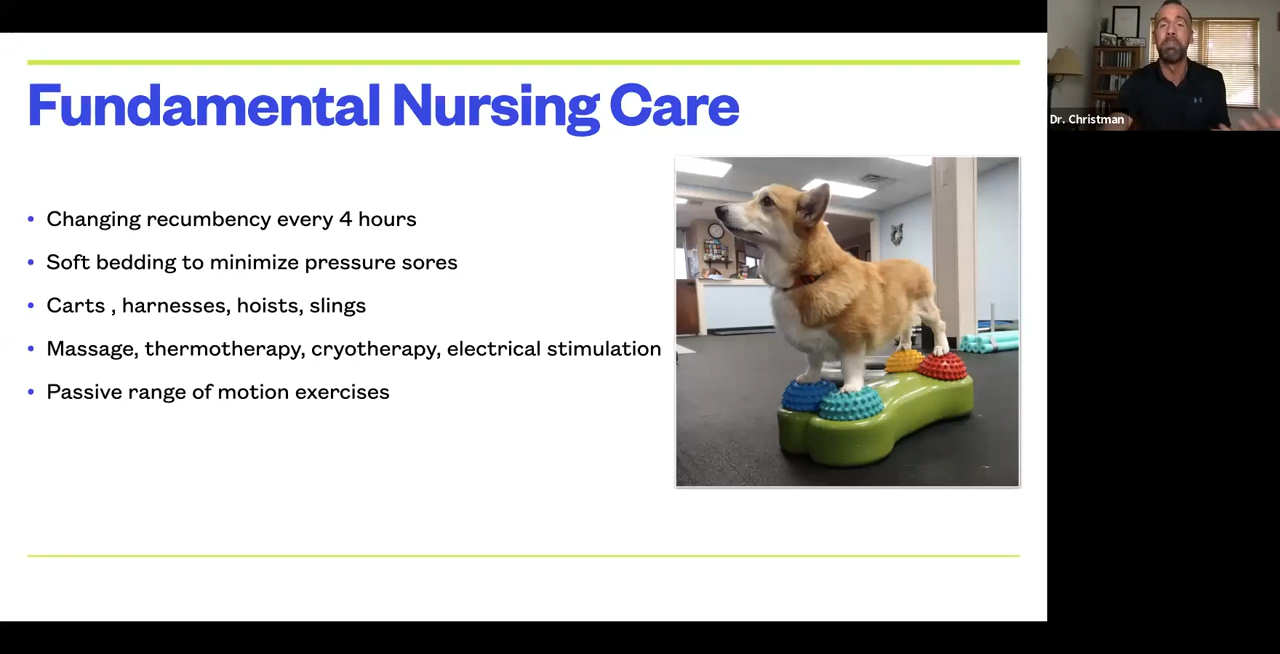 Fundamental Nursing Care
Changing recumbency every 4 hours
Soft bedding to minimize pressure sores
Carts , harnesses, hoists, slings
Massage, thermotherapy, cryotherapy, electrical stimulation
Passive range of motion exercises
Dr. Christman